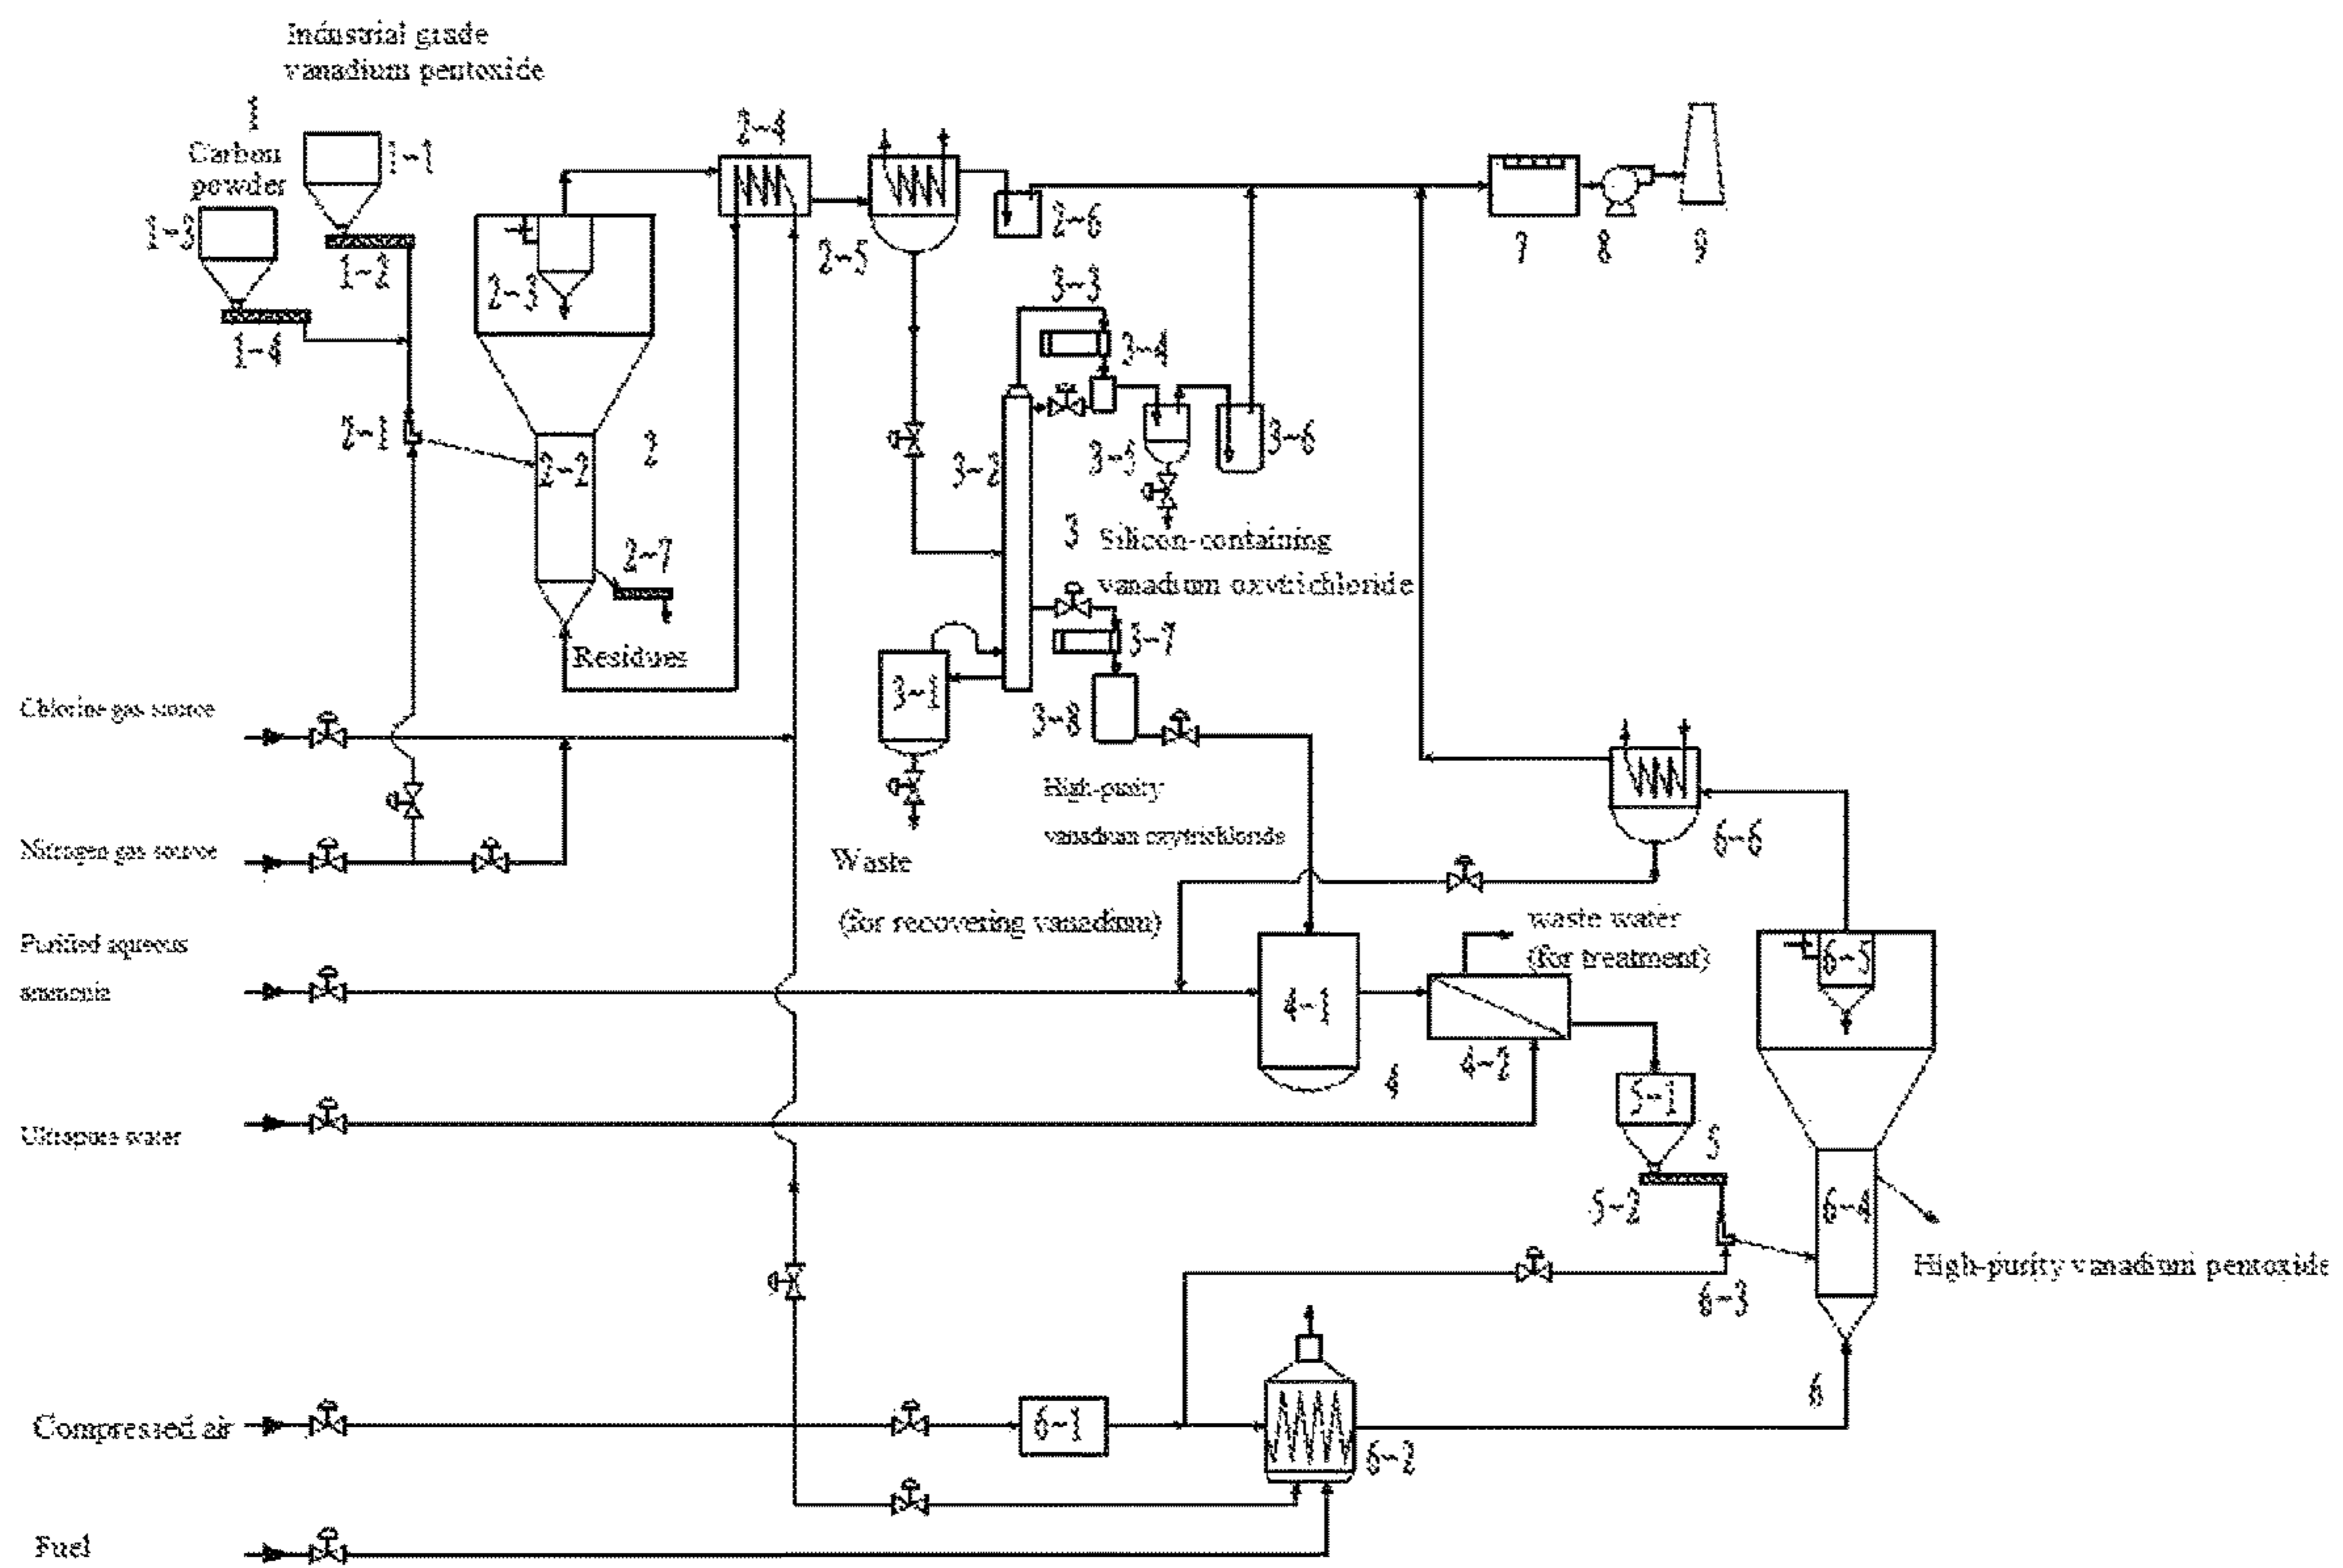 Industrial grade
vanadium pentoxide
1
Carbon
powder
1-1
1-3
1-2
1-4
2-4
2-3
2-5
2-6
7
8
9
3-3
3-4
2-1
2-2
2
3-2
3-5
3-6
2-7
3
Silicon-containing
vanadium oxytrichloride
Residues
3-7
3-1
3-8
Chlorine gas source
High-purity
vanadium oxytrichloride
6-6
Nitrogen gas source
Waste
(for recovering vanadium)
waste water
(for treatment)
Purified aqueous
ammonia
4-1
4
4-2
6-5
5-1
5
Ultrapure water
5-2
6-4
6-3
High-purity vanadium pentoxide
6
Compressed air
6-1
6-2
Fuel